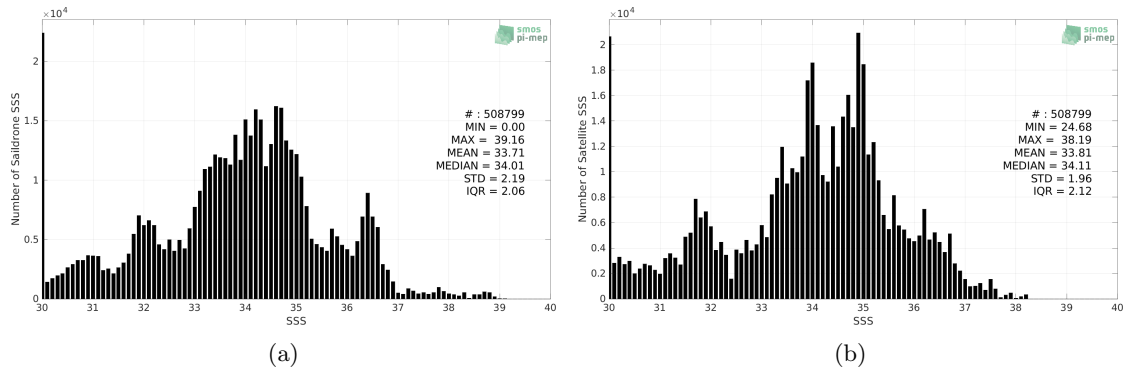 ×10⁴
smos
pi-mep
Number of Saildrone SSS
2
1.5
1
0.5
0
# : 508799
MIN = 0.00
MAX = 39.16
MEAN = 33.71
MEDIAN = 34.01
STD = 2.19
IQR = 2.06
30 31 32 33 34 35 36 37 38 39 40
SSS
(a)
×10⁴
smos
pi-mep
Number of Satellite SSS
2
1.8
1.6
1.4
1.2
1
0.8
0.6
0.4
0.2
0
# : 508799
MIN = 24.68
MAX = 38.19
MEAN = 33.81
MEDIAN = 34.11
STD = 1.96
IQR = 2.12
30 31 32 33 34 35 36 37 38 39 40
SSS
(b)